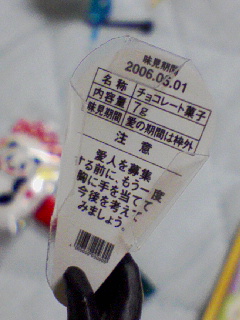 味見期間
2006.05.01
名称 チョコレート菓子
内容量 7g
味見期間 愛の期間は枠外
注意
愛人を募集
する前に、もう一度
胸に手を当てて
今後を考えて
みましょう。